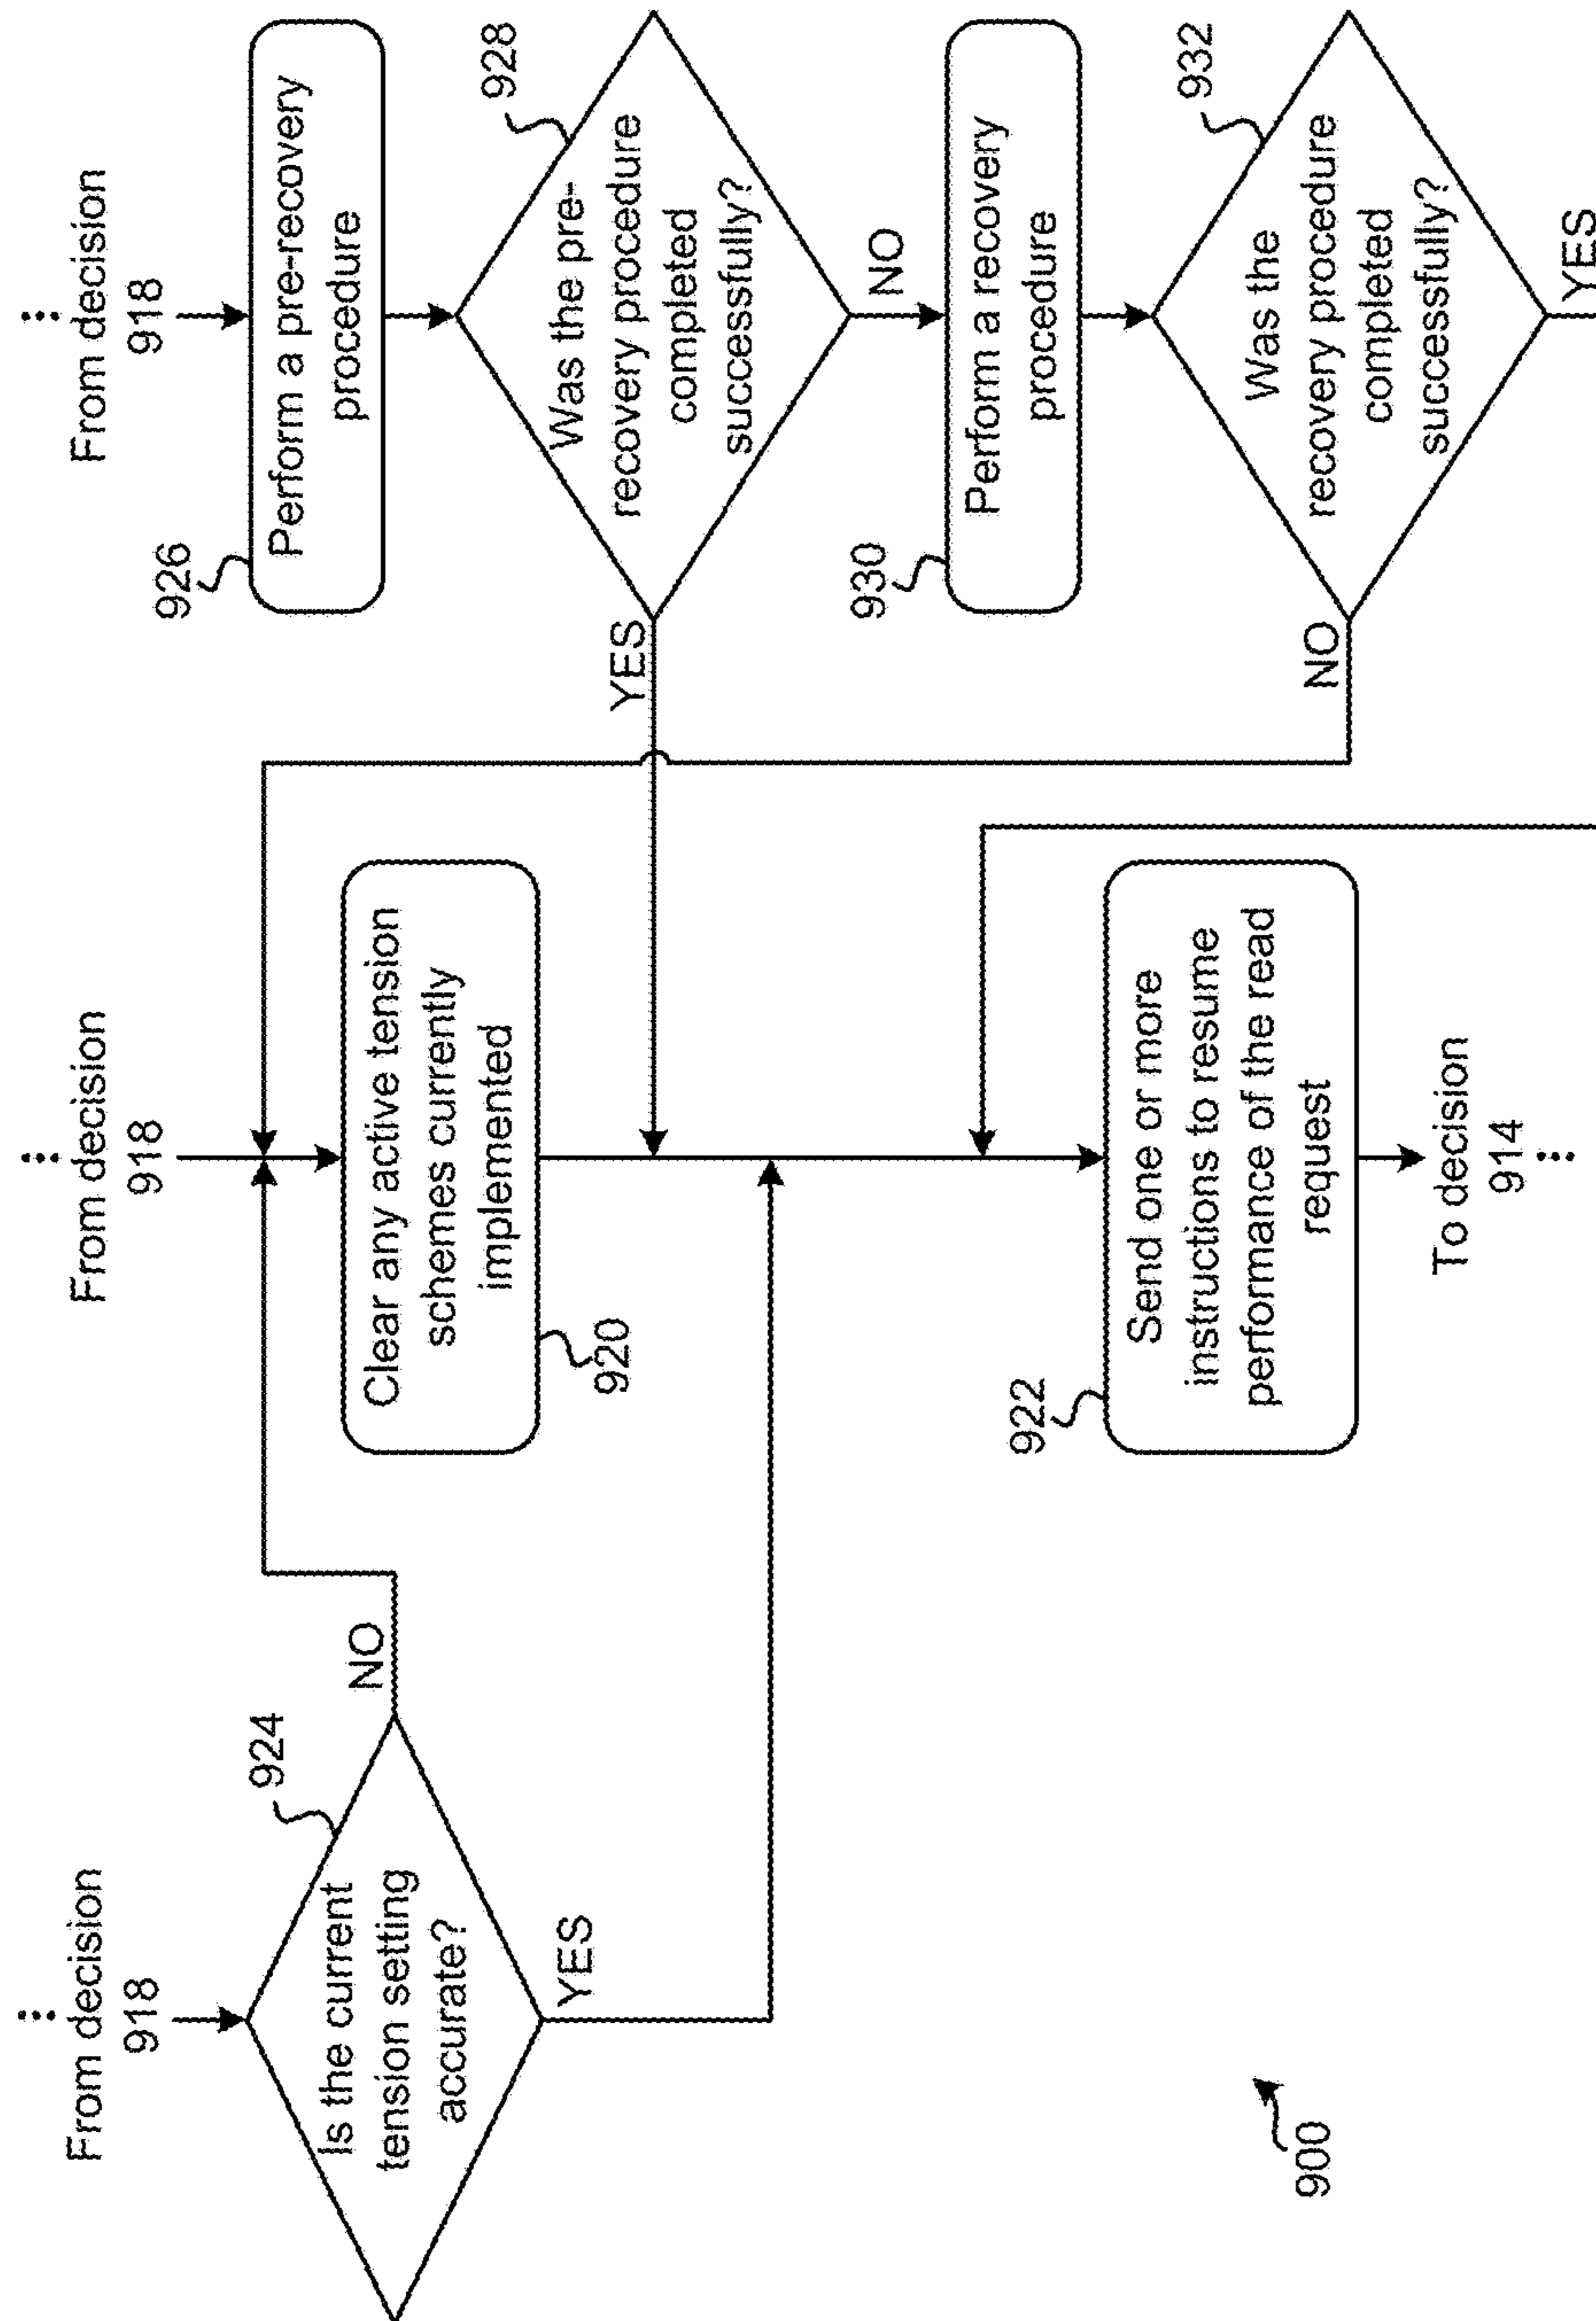 ⋮
From decision
918
924
Is the current
tension setting
accurate?
NO
YES
⋮
From decision
918
Clear any active tension
schemes currently
implemented
920
922
Send one or more
instructions to resume
performance of the read
request
To decision
914
⋮
⋮
From decision
918
926
Perform a pre-recovery
procedure
928
Was the pre-
recovery procedure
completed
successfully?
YES
NO
930
Perform a recovery
procedure
932
Was the
recovery procedure
completed
successfully?
NO
YES
900